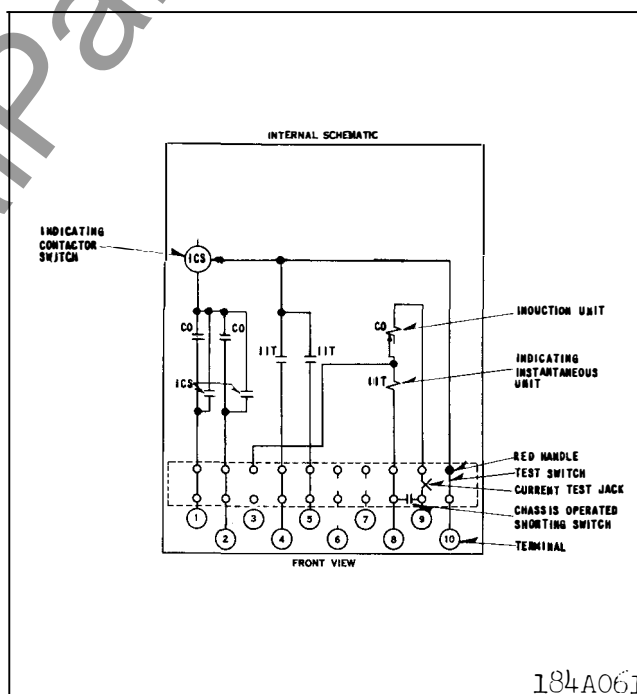 INTERNAL SCHEMATIC
INDICATING
CONTACTOR
SWITCH
ICS
CO
CO
IIT
IIT
ICS
CO
IIT
INDUCTION UNIT
INDICATING
INSTANTANEOUS
UNIT
RED HANDLE
TEST SWITCH
CURRENT TEST JACK
CHASSIS OPERATED
SHORTING SWITCH
TERMINAL
1
2
3
4
5
6
7
8
9
10
FRONT VIEW